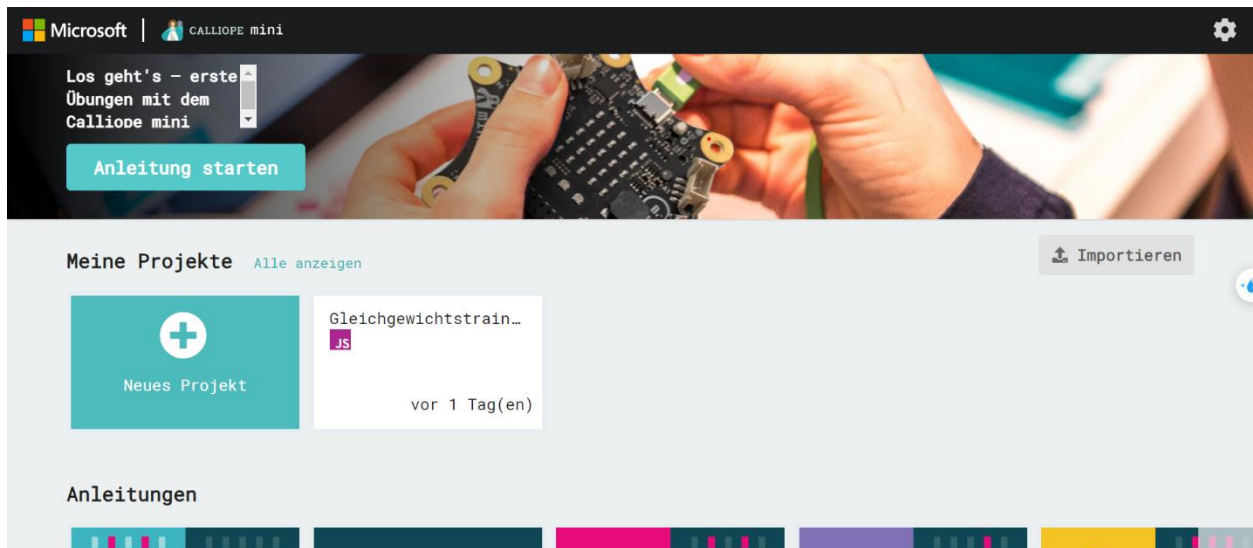 Microsoft
CALLIOPE mini
Los geht's – erste
Übungen mit dem
Calliope mini
Anleitung starten
Meine Projekte Alle anzeigen
Importieren
Neues Projekt
Gleichgewichtstrain…
JS
vor 1 Tag(en)
Anleitungen